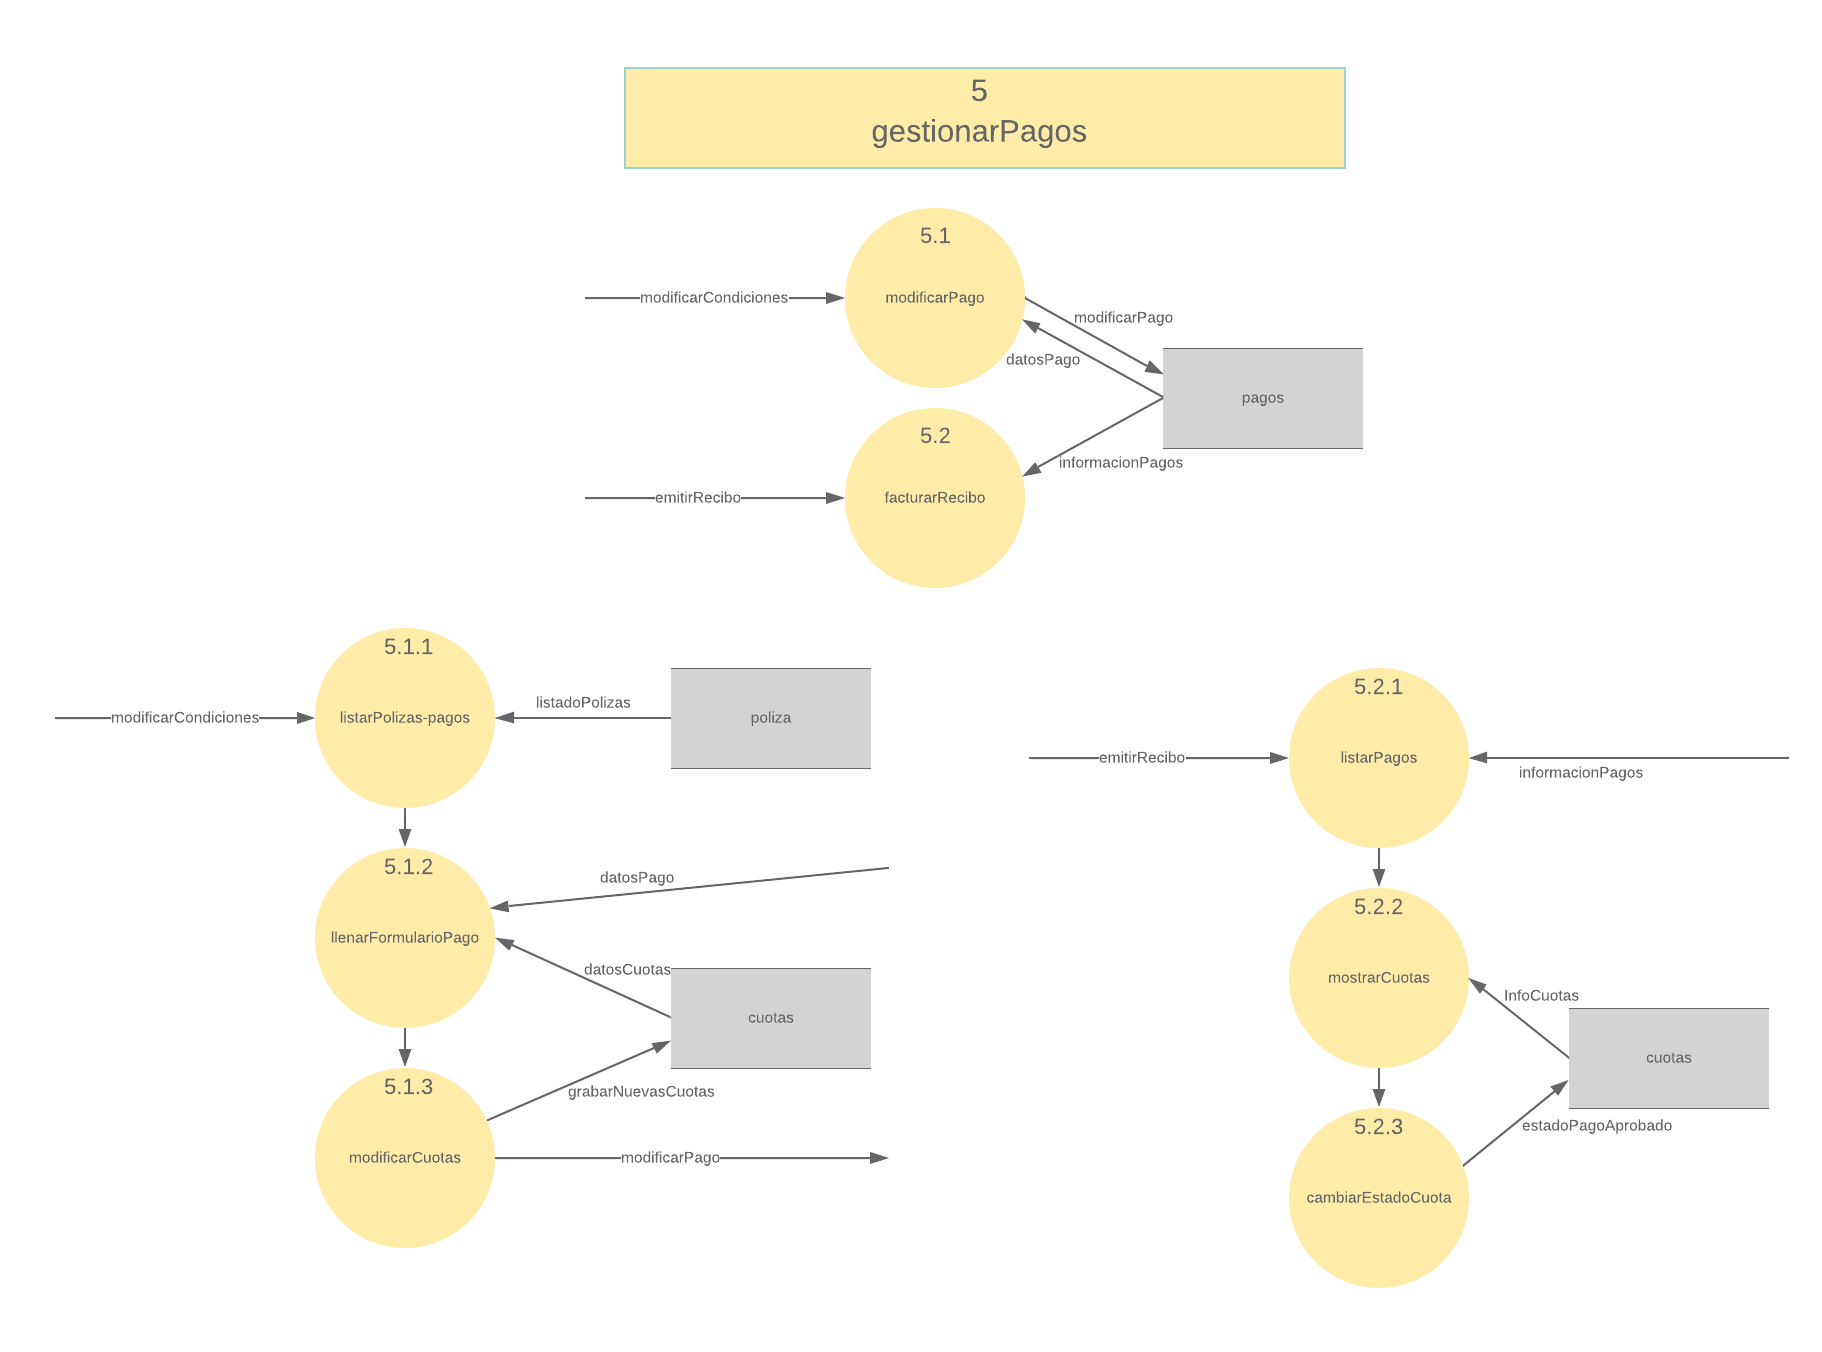 5
gestionarPagos
5.1
modificarCondiciones
modificarPago
modificarPago
datosPago
pagos
5.2
informacionPagos
emitirRecibo
facturarRecibo
5.1.1
listadoPolizas
modificarCondiciones
listarPolizas-pagos
poliza
5.1.2
datosPago
llenarFormularioPago
datosCuotas
cuotas
5.1.3
grabarNuevasCuotas
modificarCuotas
modificarPago
5.2.1
emitirRecibo
listarPagos
informacionPagos
5.2.2
mostrarCuotas
InfoCuotas
cuotas
5.2.3
estadoPagoAprobado
cambiarEstadoCuota